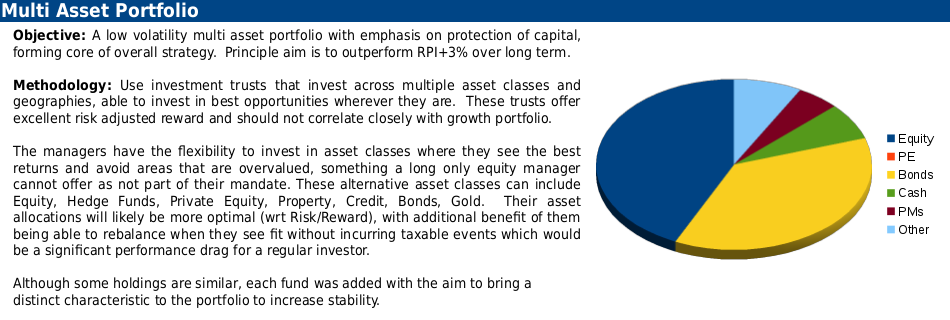 Multi Asset Portfolio
Objective: A low volatility multi asset portfolio with emphasis on protection of capital,
forming core of overall strategy. Principle aim is to outperform RPI+3% over long term.
Methodology: Use investment trusts that invest across multiple asset classes and
geographies, able to invest in best opportunities wherever they are. These trusts offer
excellent risk adjusted reward and should not correlate closely with growth portfolio.
The managers have the flexibility to invest in asset classes where they see the best
returns and avoid areas that are overvalued, something a long only equity manager
cannot offer as not part of their mandate. These alternative asset classes can include
Equity, Hedge Funds, Private Equity, Property, Credit, Bonds, Gold. Their asset
allocations will likely be more optimal (wrt Risk/Reward), with additional benefit of them
being able to rebalance when they see fit without incurring taxable events which would
be a significant performance drag for a regular investor.
Although some holdings are similar, each fund was added with the aim to bring a
distinct characteristic to the portfolio to increase stability.
Equity
PE
Bonds
Cash
PMs
Other